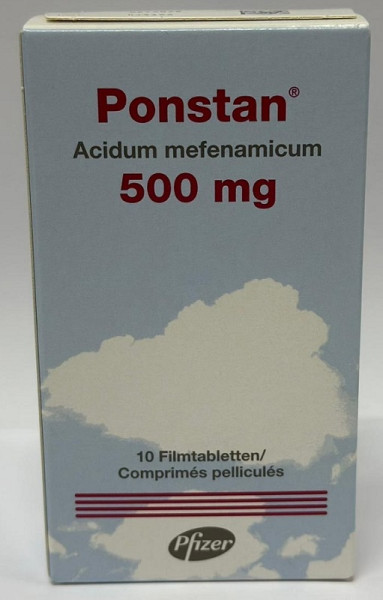 Ponstan®
Acidum mefenamicum
500 mg
10 Filmtabletten/
Comprimés pelliculés
Pfizer